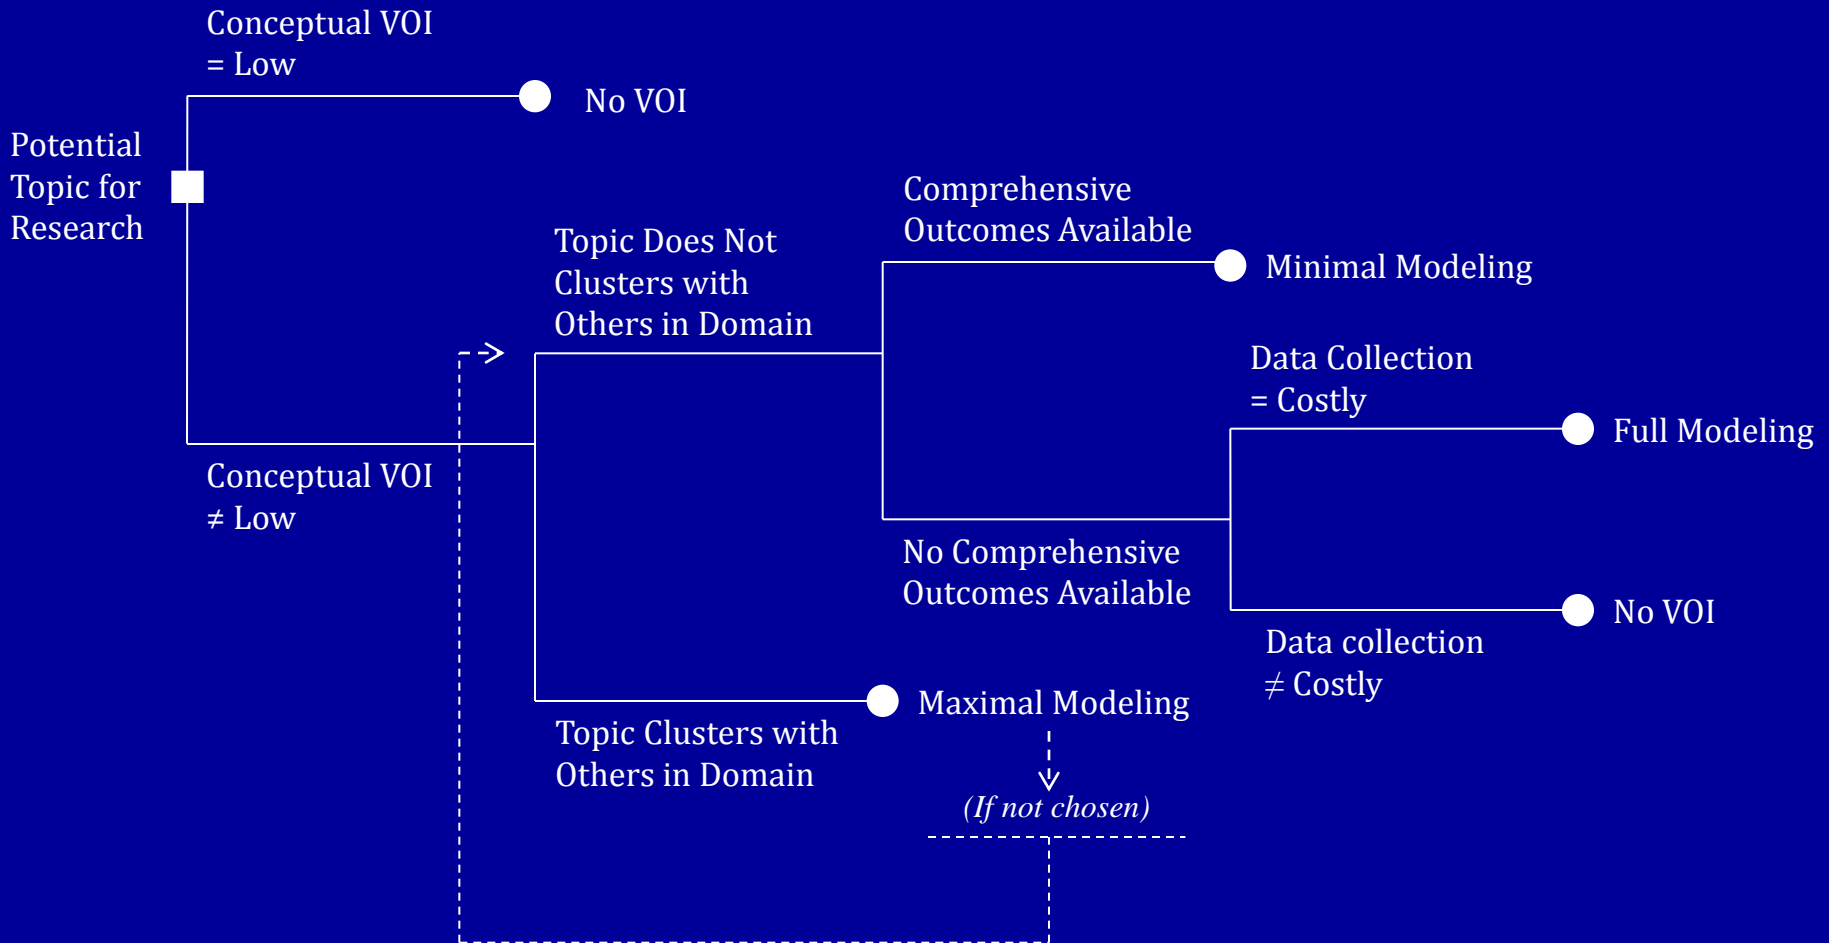 Conceptual VOI
= Low
No VOI
Potential
Topic for
Research
Comprehensive
Outcomes Available
Minimal Modeling
Topic Does Not
Clusters with
Others in Domain
Data Collection
= Costly
Full Modeling
Conceptual VOI
≠ Low
No Comprehensive
Outcomes Available
No VOI
Data collection
≠ Costly
Maximal Modeling
Topic Clusters with
Others in Domain
(If not chosen)